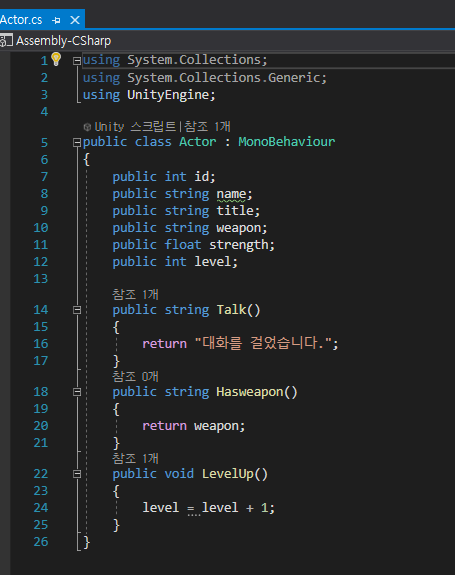 Actor.cs
Assembly-CSharp
1 using System.Collections;
2 using System.Collections.Generic;
3 using UnityEngine;
4
Unity 스크립트|참조 1개
5 public class Actor : MonoBehaviour
6 {
7 public int id;
8 public string name;
9 public string title;
10 public string weapon;
11 public float strength;
12 public int level;
13
참조 1개
14 public string Talk()
15 {
16 return "대화를 걸었습니다.";
17 }
참조 0개
18 public string Hasweapon()
19 {
20 return weapon;
21 }
참조 1개
22 public void LevelUp()
23 {
24 level = level + 1;
25 }
26 }